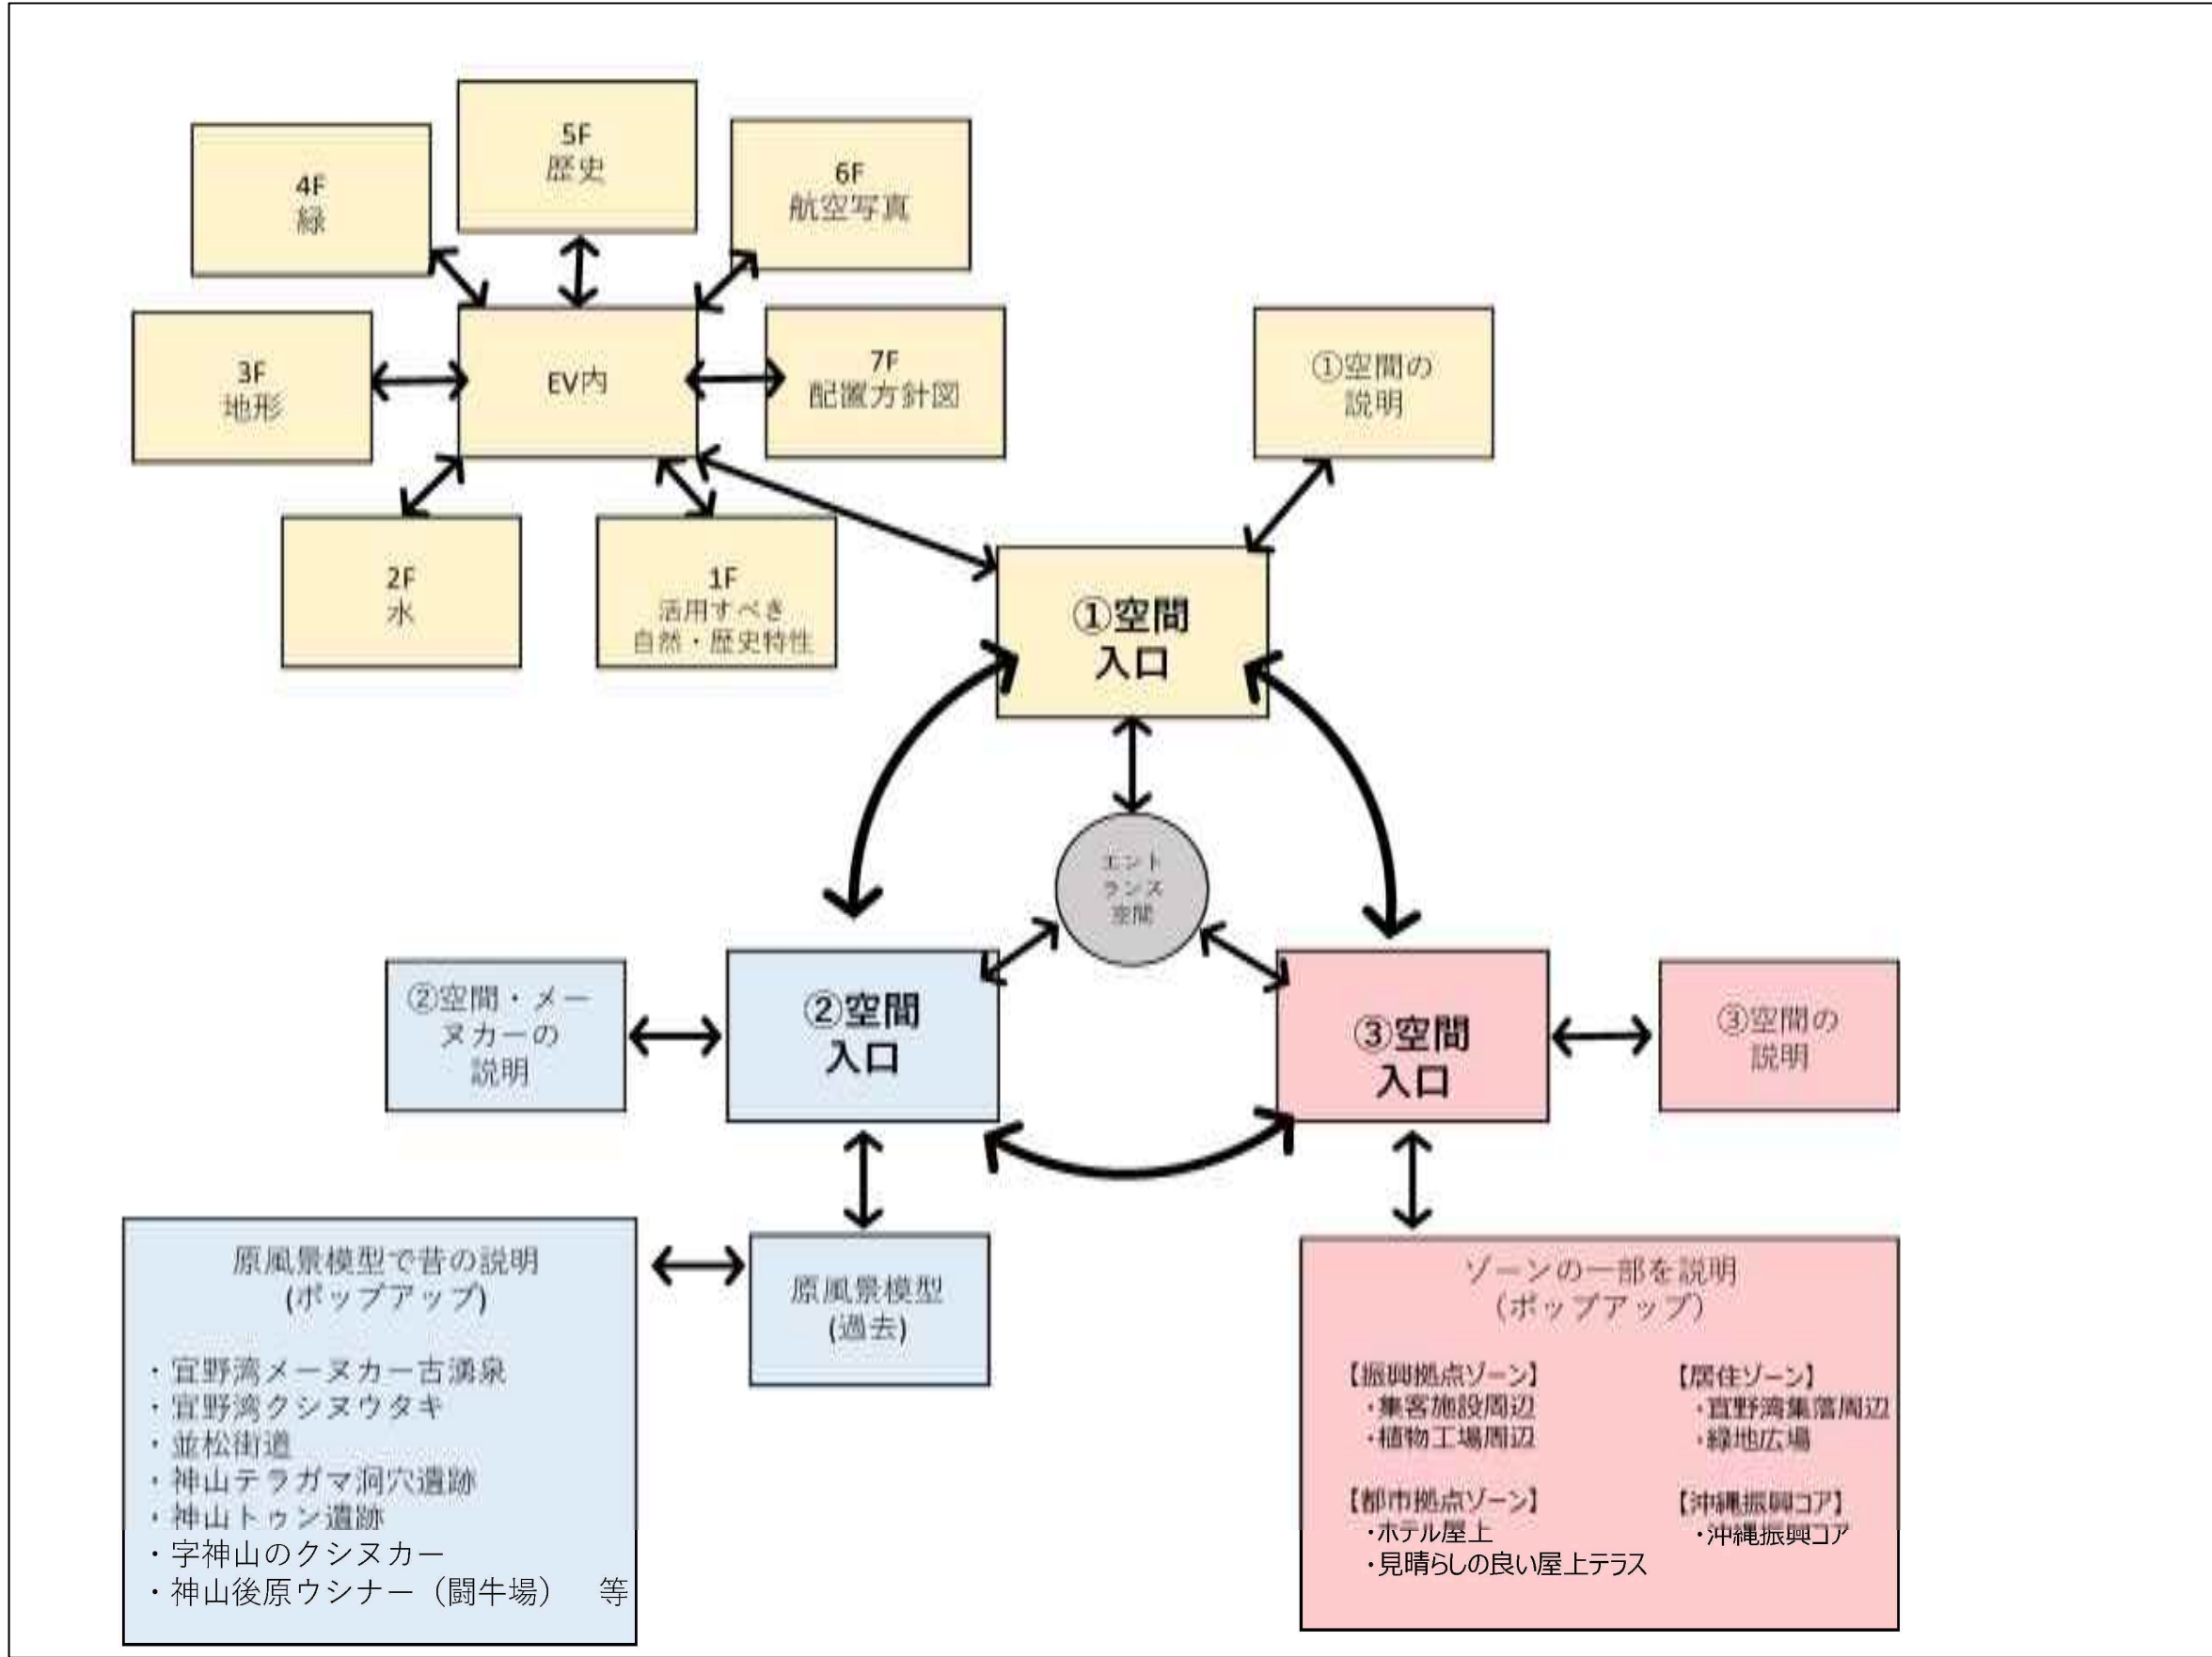 5F
歴史
4F
緑
6F
航空写真
3F
地形
EV内
7F
配置方針図
①空間の
説明
2F
水
1F
活用すべき
自然・歴史特性
①空間
入口
エント
ランス
空間
②空間・メー
ヌカーの
説明
②空間
入口
③空間
入口
③空間の
説明
原風景模型で昔の説明
(ポップアップ)
・宜野湾メーヌカー古湧泉
・宜野湾クシヌウタキ
・並松街道
・神山テラガマ洞穴遺跡
・神山トゥン遺跡
・字神山のクシヌカー
・神山後原ウシナー（闘牛場）　等
原風景模型
(過去)
ゾーンの一部を説明
（ポップアップ）
【振興拠点ゾーン】
・集客施設周辺
・植物工場周辺
【居住ゾーン】
・宜野湾集落周辺
・緑地広場
【都市拠点ゾーン】
・ホテル屋上
・見晴らしの良い屋上テラス
【沖縄振興コア】
・沖縄振興コア